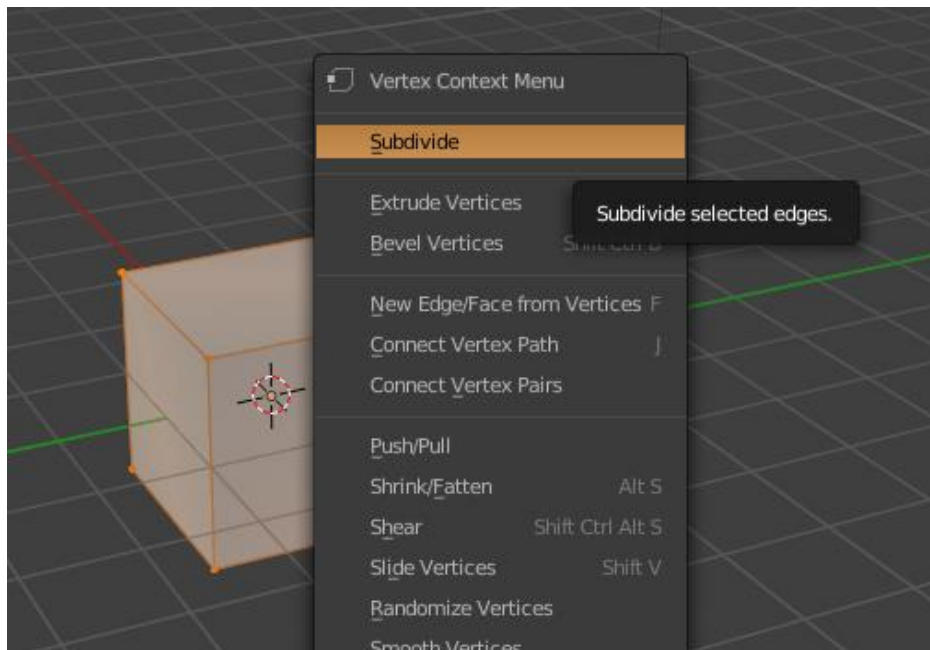 Vertex Context Menu
Subdivide
Extrude Vertices
Subdivide selected edges.
Bevel Vertices
New Edge/Face from Vertices F
Connect Vertex Path J
Connect Vertex Pairs
Push/Pull
Shrink/Fatten Alt S
Shear Shift Ctrl Alt S
Slide Vertices Shift V
Randomize Vertices
Smooth Vertices